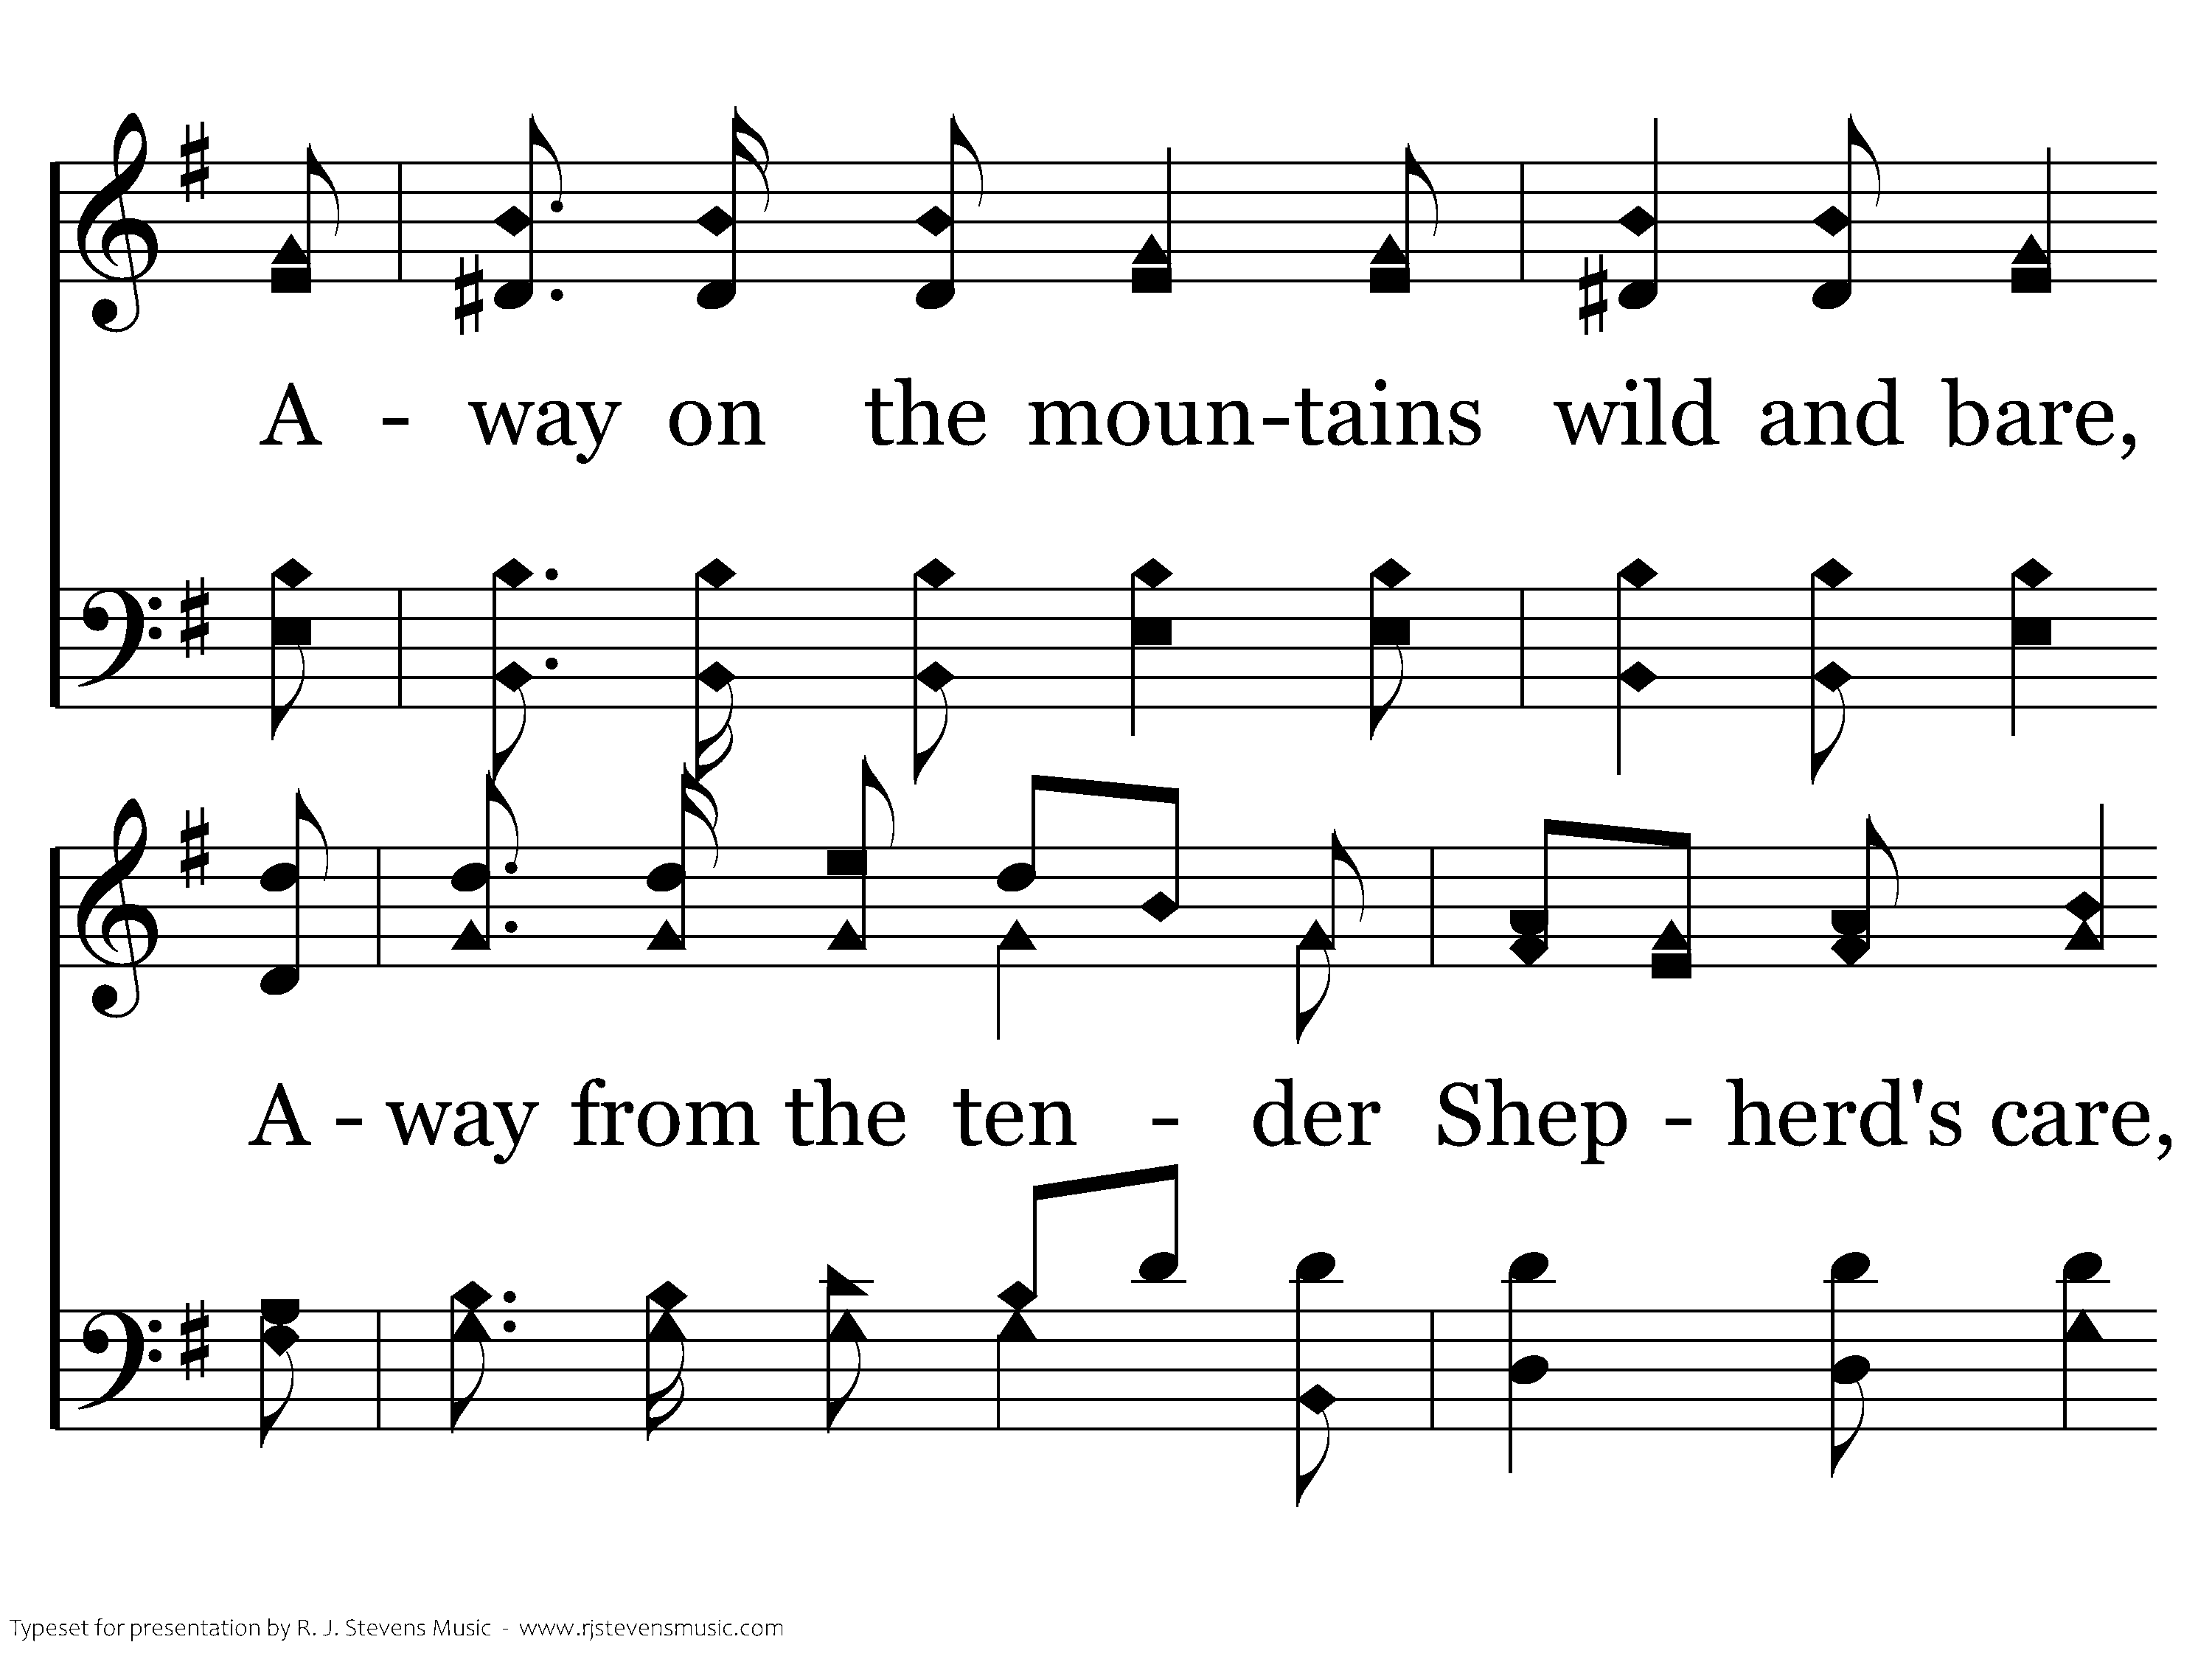 A - way on the moun-tains wild and bare,
A - way from the ten - der Shep - herd's care,
Typeset for presentation by R. J. Stevens Music - www.rjstevensmusic.com